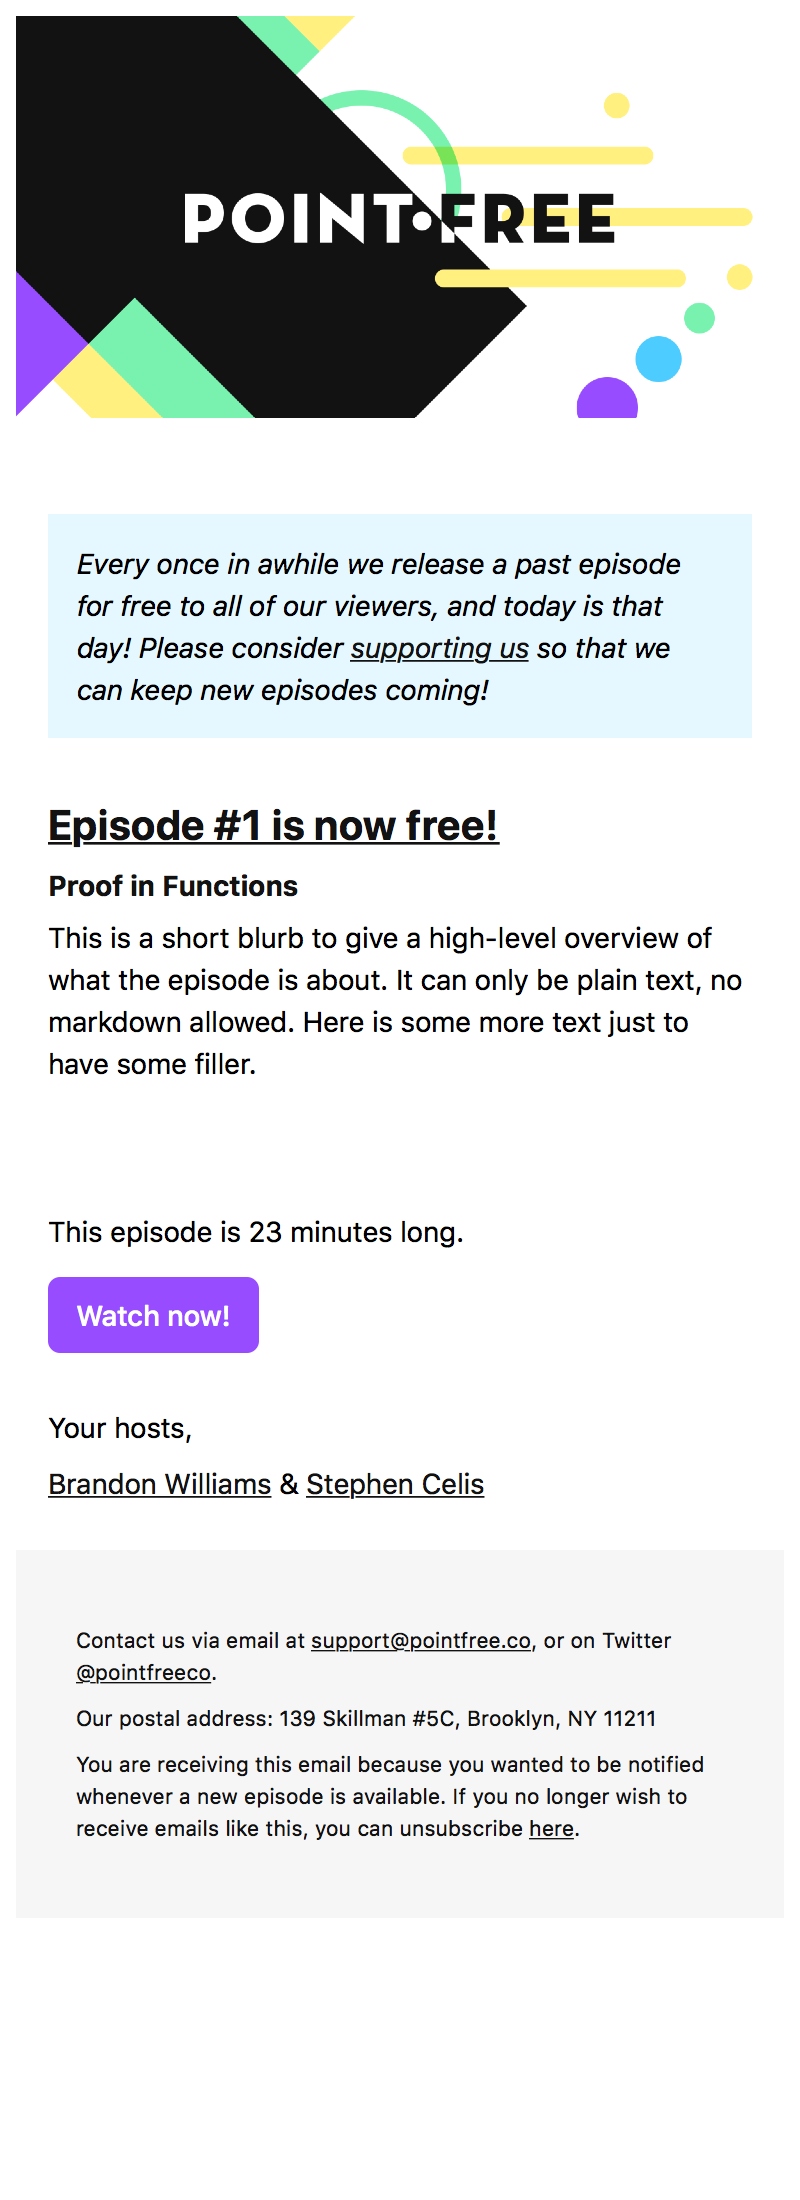 POINT•FREE
Every once in awhile we release a past episode
for free to all of our viewers, and today is that
day! Please consider supporting us so that we
can keep new episodes coming!
Episode #1 is now free!
Proof in Functions
This is a short blurb to give a high-level overview of
what the episode is about. It can only be plain text, no
markdown allowed. Here is some more text just to
have some filler.
This episode is 23 minutes long.
Watch now!
Your hosts,
Brandon Williams & Stephen Celis
Contact us via email at support@pointfree.co, or on Twitter
@pointfreeco.
Our postal address: 139 Skillman #5C, Brooklyn, NY 11211
You are receiving this email because you wanted to be notified
whenever a new episode is available. If you no longer wish to
receive emails like this, you can unsubscribe here.